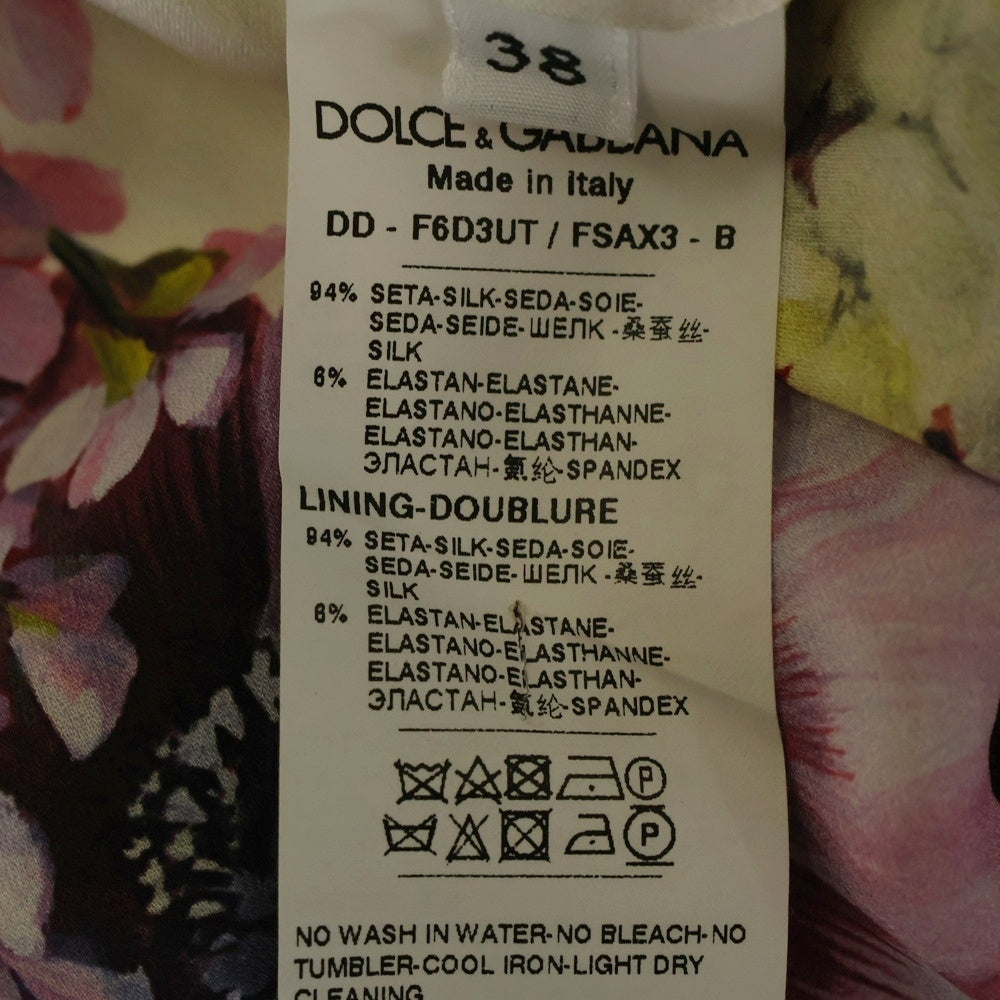 38
DOLCE & GABBANA
Made in Italy
DD - F6D3UT / FSAX3 - B
94% SETA-SILK-SEDA-SOIE-
SEDA-SEIDE-ШЕЛК -桑蚕丝-
SILK
6% ELASTAN-ELASTANE-
ELASTANO-ELASTHANNE-
ELASTANO-ELASTHAN-
ЭЛАСТАН-氨纶-SPANDEX
LINING-DOUBLURE
94% SETA-SILK-SEDA-SOIE-
SEDA-SEIDE-ШЕЛК -桑蚕丝-
SILK
6% ELASTAN-ELASTANE-
ELASTANO-ELASTHANNE-
ELASTANO-ELASTHAN-
ЭЛАСТАН-氨纶-SPANDEX
P
P
NO WASH IN WATER-NO BLEACH-NO
TUMBLER-COOL IRON-LIGHT DRY
CLEANING